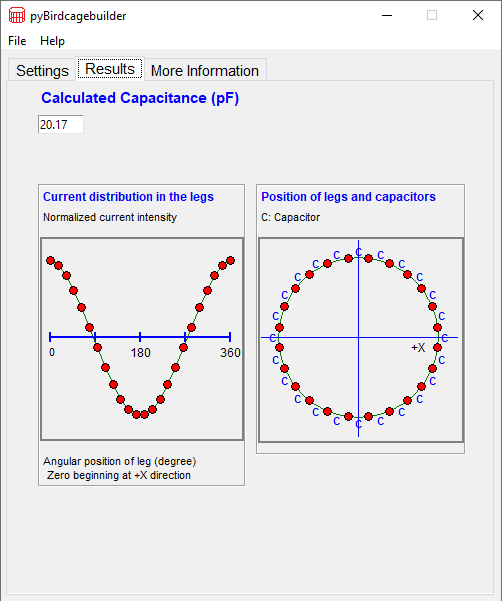 pyBirdcagebuilder
File Help
Settings Results More Information
Calculated Capacitance (pF)
20.17
Current distribution in the legs
Normalized current intensity
0 180 360
Angular position of leg (degree)
Zero beginning at +X direction
Position of legs and capacitors
C: Capacitor
C
C C
C C
C C
C C
C C
C C
+X
C C
C C
C C
C C
C C
C